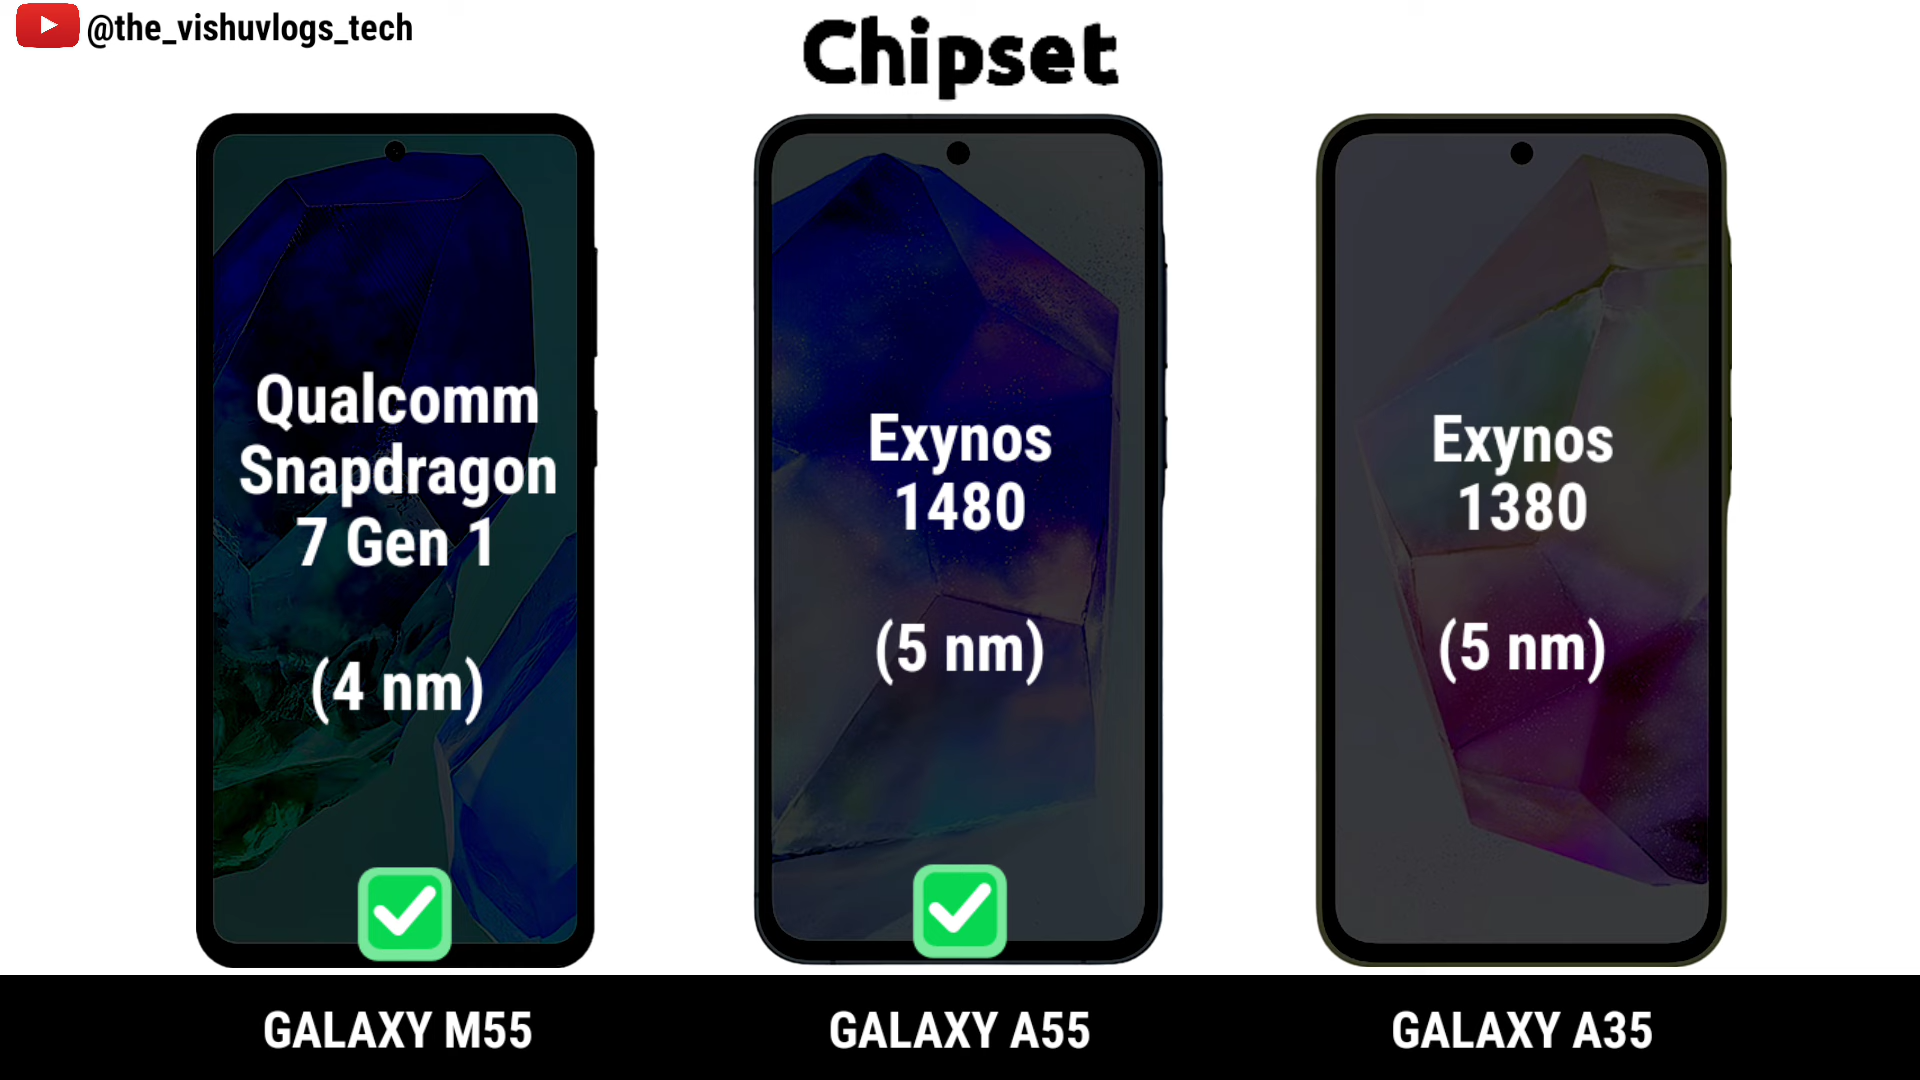 @the_vishuvlogs_tech
Chipset
Qualcomm
Snapdragon
7 Gen 1
(4 nm)
Exynos
1480
(5 nm)
Exynos
1380
(5 nm)
GALAXY M55
GALAXY A55
GALAXY A35